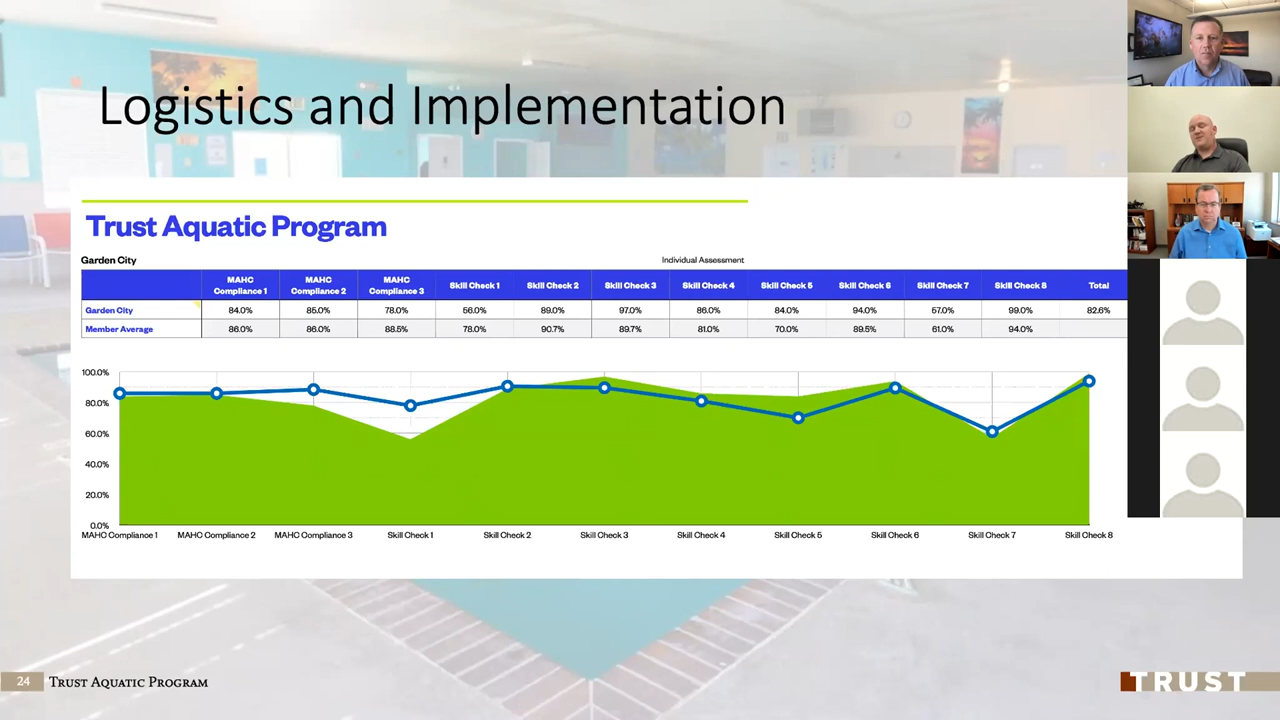 Logistics and Implementation
Trust Aquatic Program
Garden City
Individual Assessment
MAHC Compliance 1 MAHC Compliance 2 MAHC Compliance 3 Skill Check 1 Skill Check 2 Skill Check 3 Skill Check 4 Skill Check 5 Skill Check 6 Skill Check 7 Skill Check 8 Total
Garden City 84.0% 85.0% 78.0% 56.0% 89.0% 97.0% 86.0% 84.0% 94.0% 57.0% 99.0% 82.6%
Member Average 86.0% 86.0% 88.5% 78.0% 90.7% 89.7% 81.0% 70.0% 89.5% 61.0% 94.0%
100.0%
80.0%
60.0%
40.0%
20.0%
0.0%
MAHC Compliance 1 MAHC Compliance 2 MAHC Compliance 3 Skill Check 1 Skill Check 2 Skill Check 3 Skill Check 4 Skill Check 5 Skill Check 6 Skill Check 7 Skill Check 8
24 Trust Aquatic Program
TRUST